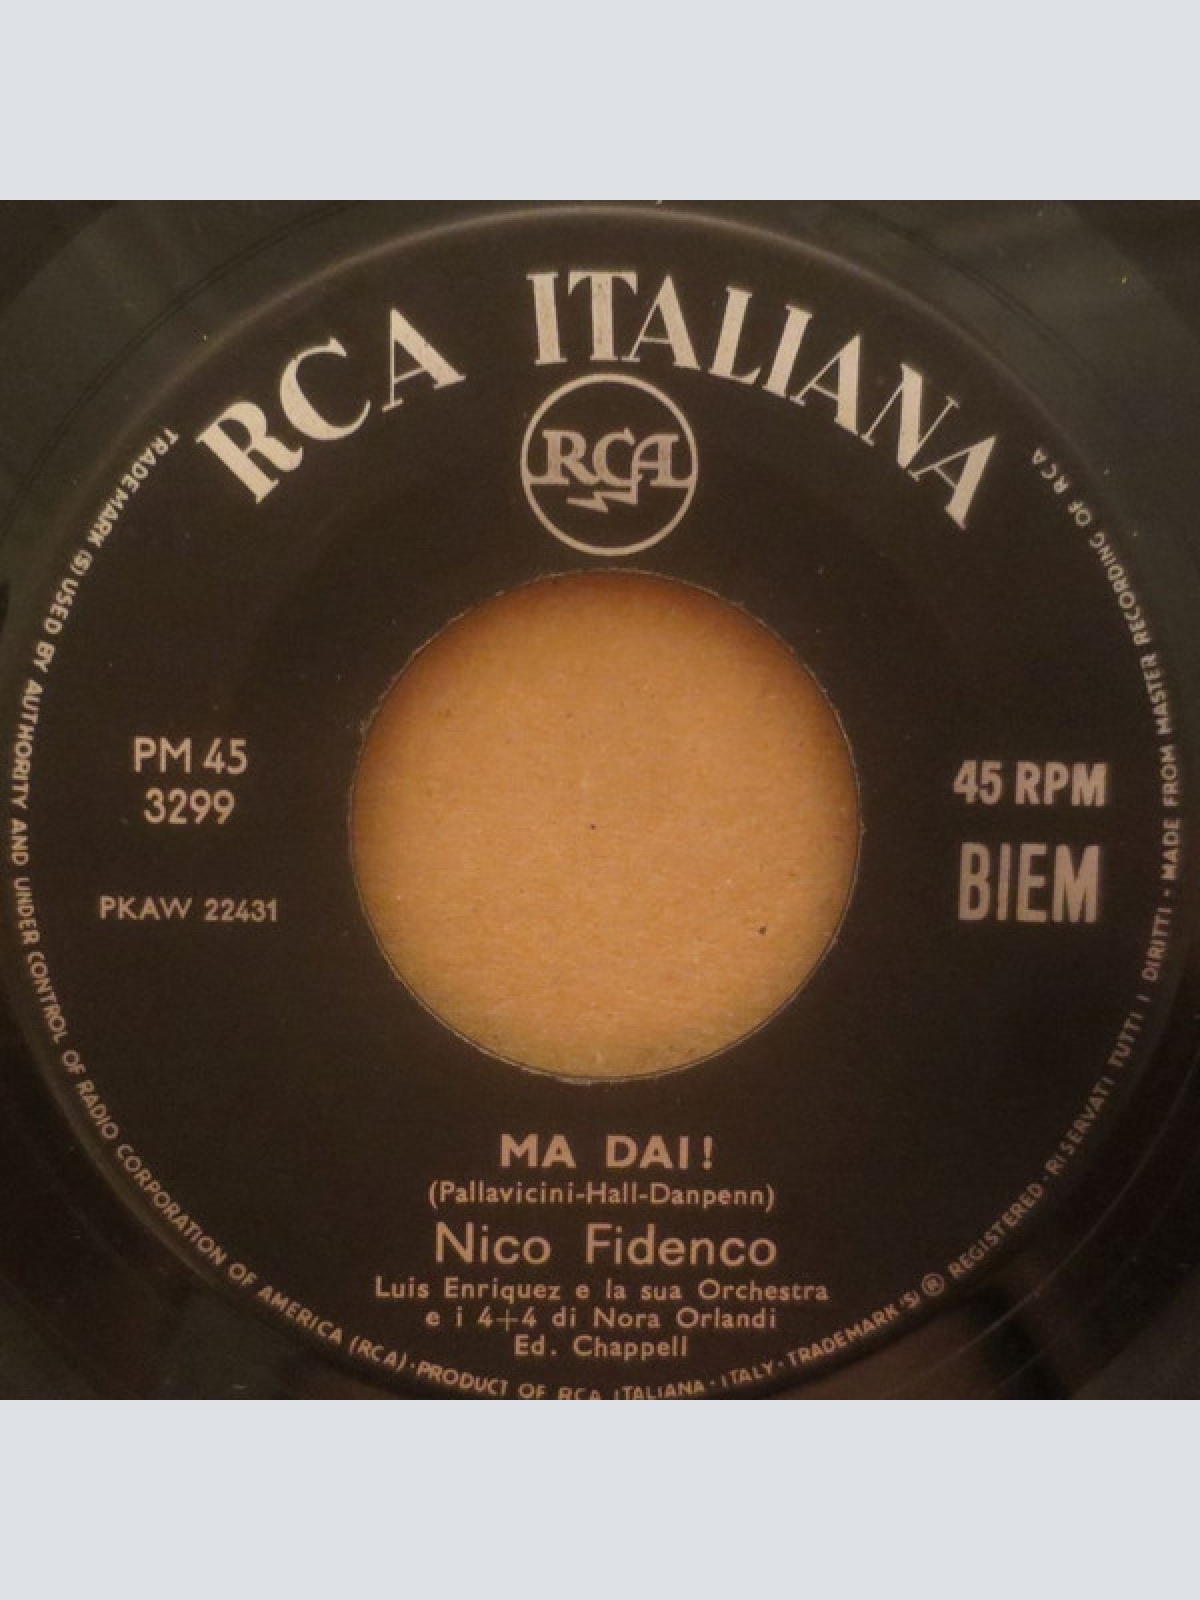 RCA ITALIANA
RCA
PM 45
3299
PKAW 22431
45 RPM
BIEM
MA DAI!
(Pallavicini-Hall-Danpenn)
Nico Fidenco
Luis Enriquez e la sua Orchestra
e i 4+4 di Nora Orlandi
Ed. Chappell
TRADEMARK (S) USED BY AUTHORITY AND UNDER CONTROL OF RADIO CORPORATION OF AMERICA (RCA) · PRODUCT OF RCA ITALIANA · ITALY · TRADEMARK (S) ® REGISTERED · RISERVATI TUTTI I DIRITTI · MADE FROM MASTER RECORDING OF RCA